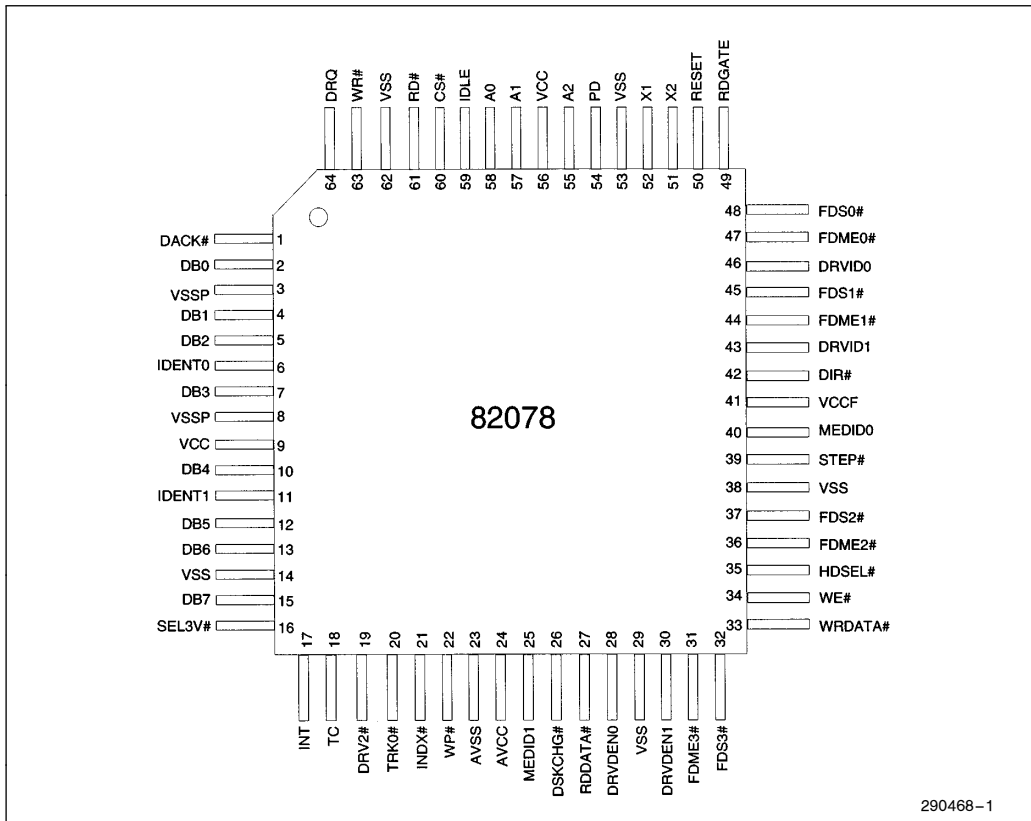 DRQ
WR#
VSS
RD#
CS#
IDLE
A0
A1
VCC
A2
PD
VSS
X1
X2
RESET
RDGATE
64 63 62 61 60 59 58 57 56 55 54 53 52 51 50 49
DACK# 1
DB0 2
VSSP 3
DB1 4
DB2 5
IDENT0 6
DB3 7
VSSP 8
VCC 9
DB4 10
IDENT1 11
DB5 12
DB6 13
VSS 14
DB7 15
SEL3V# 16
82078
48 FDS0#
47 FDME0#
46 DRVID0
45 FDS1#
44 FDME1#
43 DRVID1
42 DIR#
41 VCCF
40 MEDID0
39 STEP#
38 VSS
37 FDS2#
36 FDME2#
35 HDSEL#
34 WE#
33 WRDATA#
17 18 19 20 21 22 23 24 25 26 27 28 29 30 31 32
INT
TC
DRV2#
TRK0#
INDX#
WP#
AVSS
AVCC
MEDID1
DSKCHG#
RDDATA#
DRVDEN0
VSS
DRVDEN1
FDME3#
FDS3#
290468–1